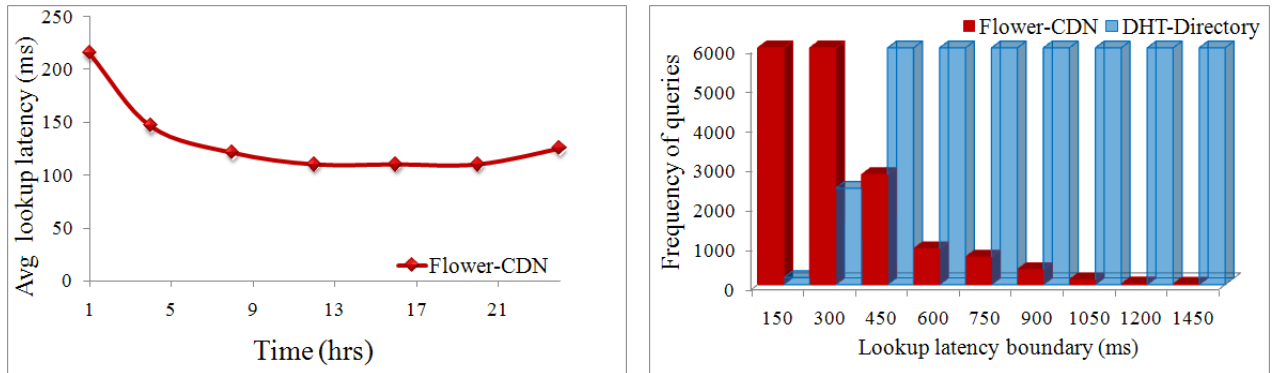 250
200
150
100
50
0
Avg lookup latency (ms)
Flower-CDN
1 5 9 13 17 21
Time (hrs)
Flower-CDN DHT-Directory
6000
5000
4000
3000
2000
1000
0
Frequency of queries
150 300 450 600 750 900 1050 1200 1450
Lookup latency boundary (ms)